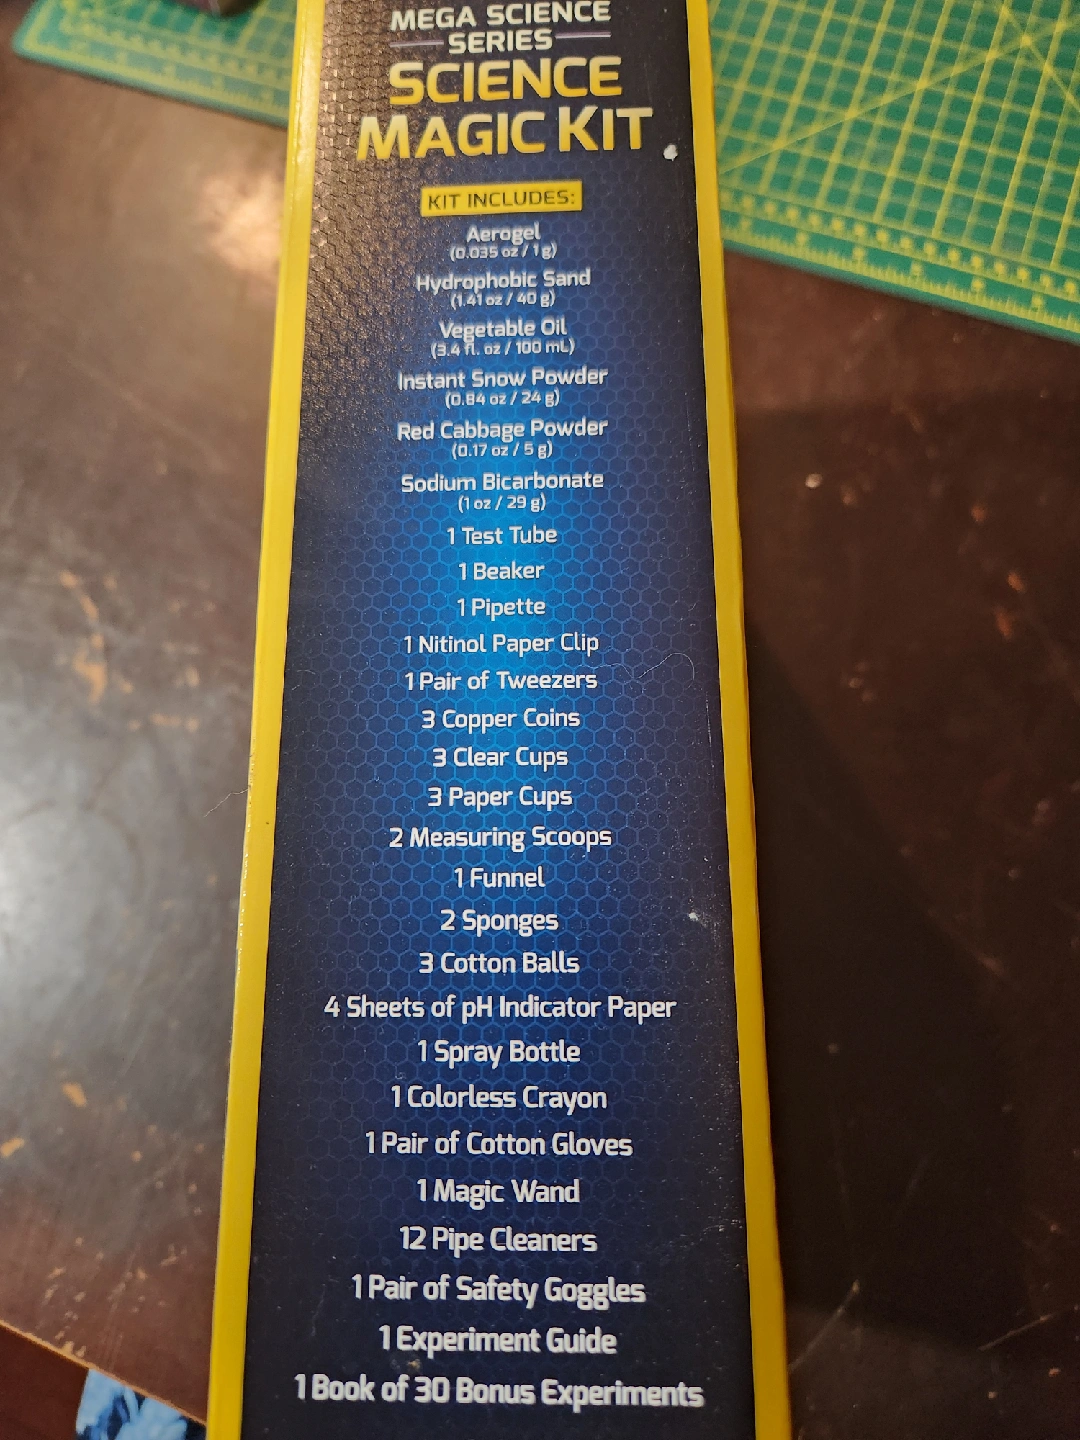 MEGA SCIENCE
SERIES
SCIENCE
MAGIC KIT
KIT INCLUDES:
Aerogel
(0.035 oz / 1 g)
Hydrophobic Sand
(1.41 oz / 40 g)
Vegetable Oil
(3.4 fl. oz / 100 mL)
Instant Snow Powder
(0.84 oz / 24 g)
Red Cabbage Powder
(0.17 oz / 5 g)
Sodium Bicarbonate
(1 oz / 29 g)
1 Test Tube
1 Beaker
1 Pipette
1 Nitinol Paper Clip
1 Pair of Tweezers
3 Copper Coins
3 Clear Cups
3 Paper Cups
2 Measuring Scoops
1 Funnel
2 Sponges
3 Cotton Balls
4 Sheets of pH Indicator Paper
1 Spray Bottle
1 Colorless Crayon
1 Pair of Cotton Gloves
1 Magic Wand
12 Pipe Cleaners
1 Pair of Safety Goggles
1 Experiment Guide
1 Book of 30 Bonus Experiments